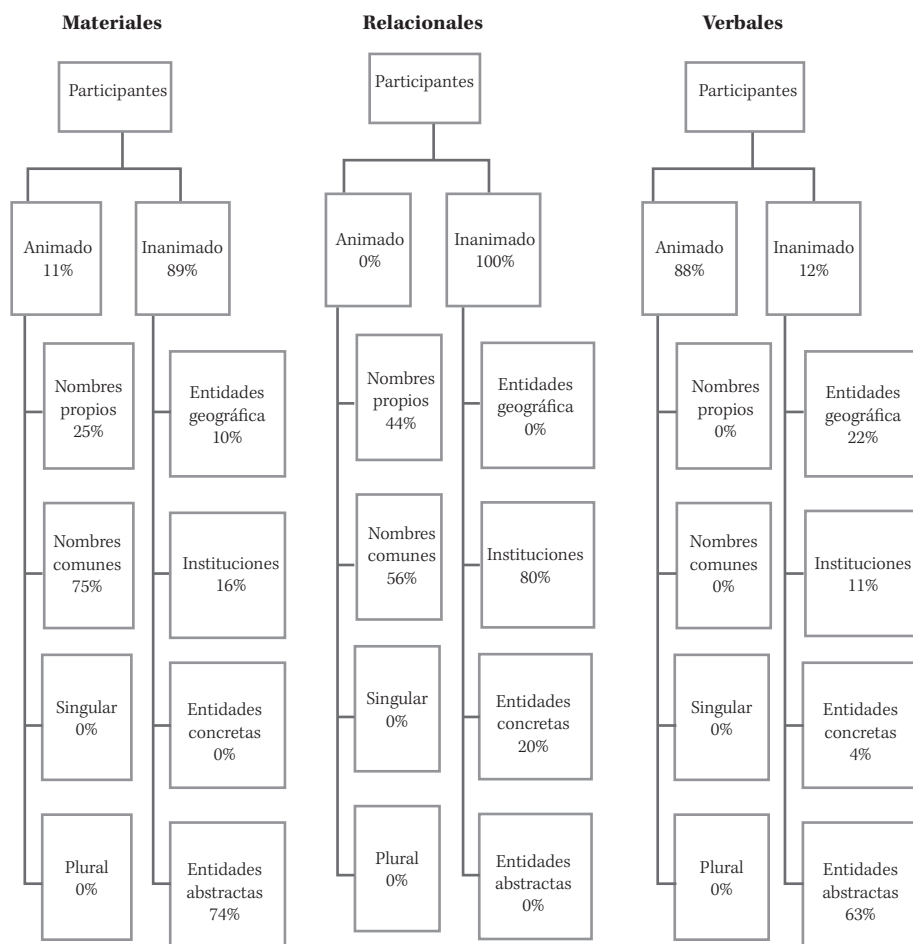 Materiales
Participantes
Animado
11%
Inanimado
89%
Nombres
propios
25%
Entidades
geográfica
10%
Nombres
comunes
75%
Instituciones
16%
Singular
0%
Entidades
concretas
0%
Plural
0%
Entidades
abstractas
74%
Relacionales
Participantes
Animado
0%
Inanimado
100%
Nombres
propios
44%
Entidades
geográfica
0%
Nombres
comunes
56%
Instituciones
80%
Singular
0%
Entidades
concretas
20%
Plural
0%
Entidades
abstractas
0%
Verbales
Participantes
Animado
88%
Inanimado
12%
Nombres
propios
0%
Entidades
geográfica
22%
Nombres
comunes
0%
Instituciones
11%
Singular
0%
Entidades
concretas
4%
Plural
0%
Entidades
abstractas
63%